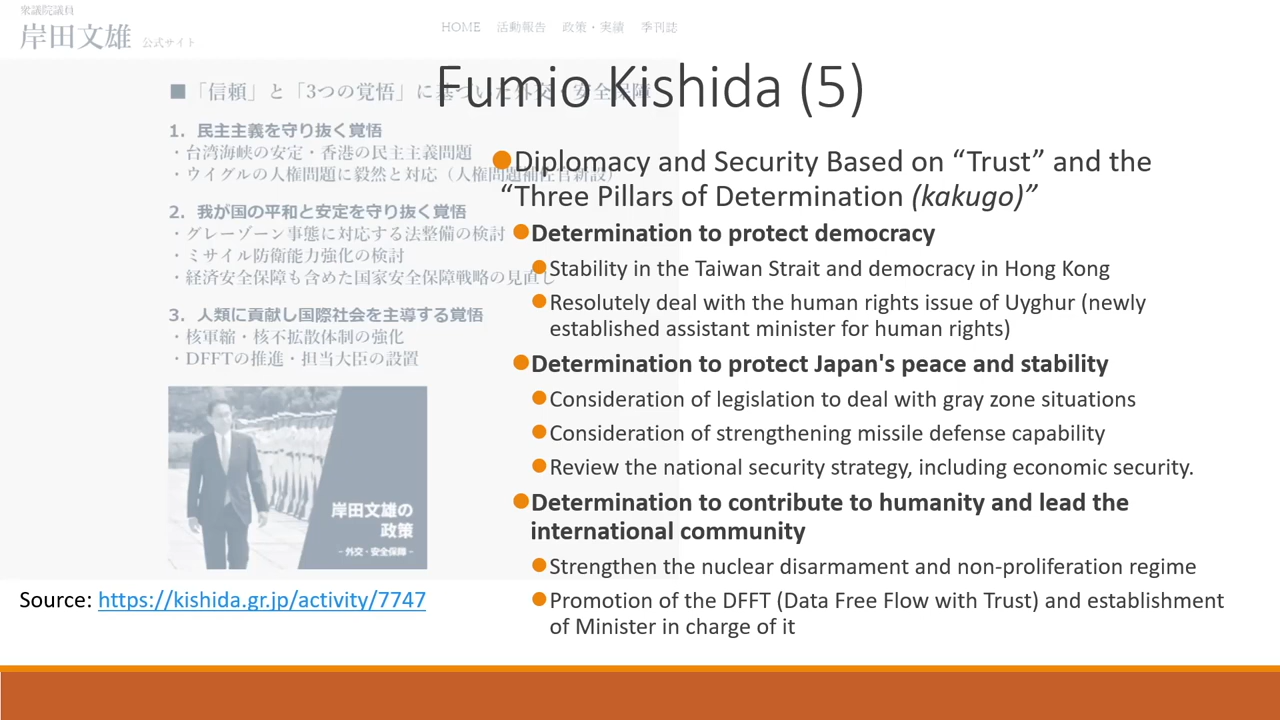 衆議院議員
岸田文雄 公式サイト
HOME 活動報告 政策・実績 季刊誌
Fumio Kishida (5)
■「信頼」と「3つの覚悟」に基づいた外交・安全保障
1. 民主主義を守り抜く覚悟
・台湾海峡の安定・香港の民主主義問題
・ウイグルの人権問題に毅然と対応（人権問題補佐官新設）
2. 我が国の平和と安定を守り抜く覚悟
・グレーゾーン事態に対応する法整備の検討
・ミサイル防衛能力強化の検討
・経済安全保障も含めた国家安全保障戦略の見直し
3. 人類に貢献し国際社会を主導する覚悟
・核軍縮・核不拡散体制の強化
・DFFTの推進・担当大臣の設置
岸田文雄の
政策
- 外交・安全保障 -
Source: https://kishida.gr.jp/activity/7747
Diplomacy and Security Based on “Trust” and the
“Three Pillars of Determination (kakugo)”
Determination to protect democracy
Stability in the Taiwan Strait and democracy in Hong Kong
Resolutely deal with the human rights issue of Uyghur (newly
established assistant minister for human rights)
Determination to protect Japan's peace and stability
Consideration of legislation to deal with gray zone situations
Consideration of strengthening missile defense capability
Review the national security strategy, including economic security.
Determination to contribute to humanity and lead the
international community
Strengthen the nuclear disarmament and non-proliferation regime
Promotion of the DFFT (Data Free Flow with Trust) and establishment
of Minister in charge of it